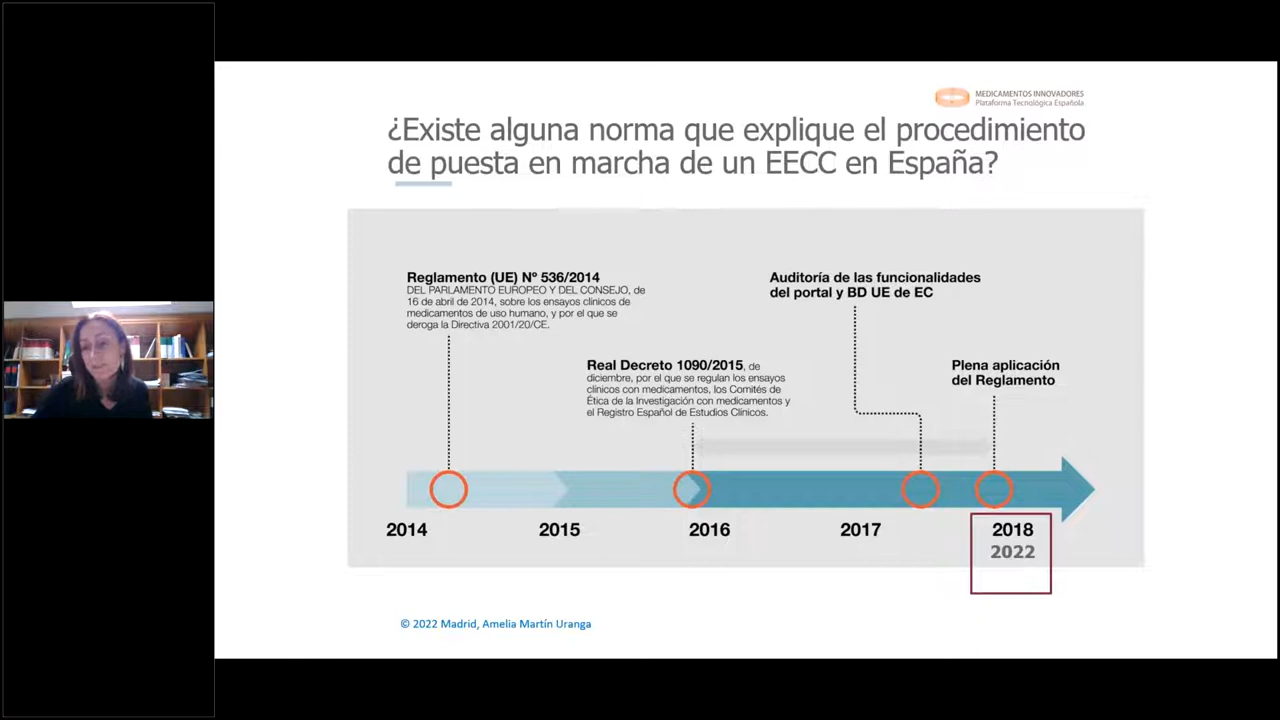 MEDICAMENTOS INNOVADORES
Plataforma Tecnológica Española
¿Existe alguna norma que explique el procedimiento
de puesta en marcha de un EECC en España?
Reglamento (UE) Nº 536/2014
DEL PARLAMENTO EUROPEO Y DEL CONSEJO, de
16 de abril de 2014, sobre los ensayos clínicos de
medicamentos de uso humano, y por el que se
deroga la Directiva 2001/20/CE.
Auditoría de las funcionalidades
del portal y BD UE de EC
Real Decreto 1090/2015, de
diciembre, por el que se regulan los ensayos
clínicos con medicamentos, los Comités de
Ética de la Investigación con medicamentos y
el Registro Español de Estudios Clínicos.
Plena aplicación
del Reglamento
2014
2015
2016
2017
2018
2022
© 2022 Madrid, Amelia Martín Uranga